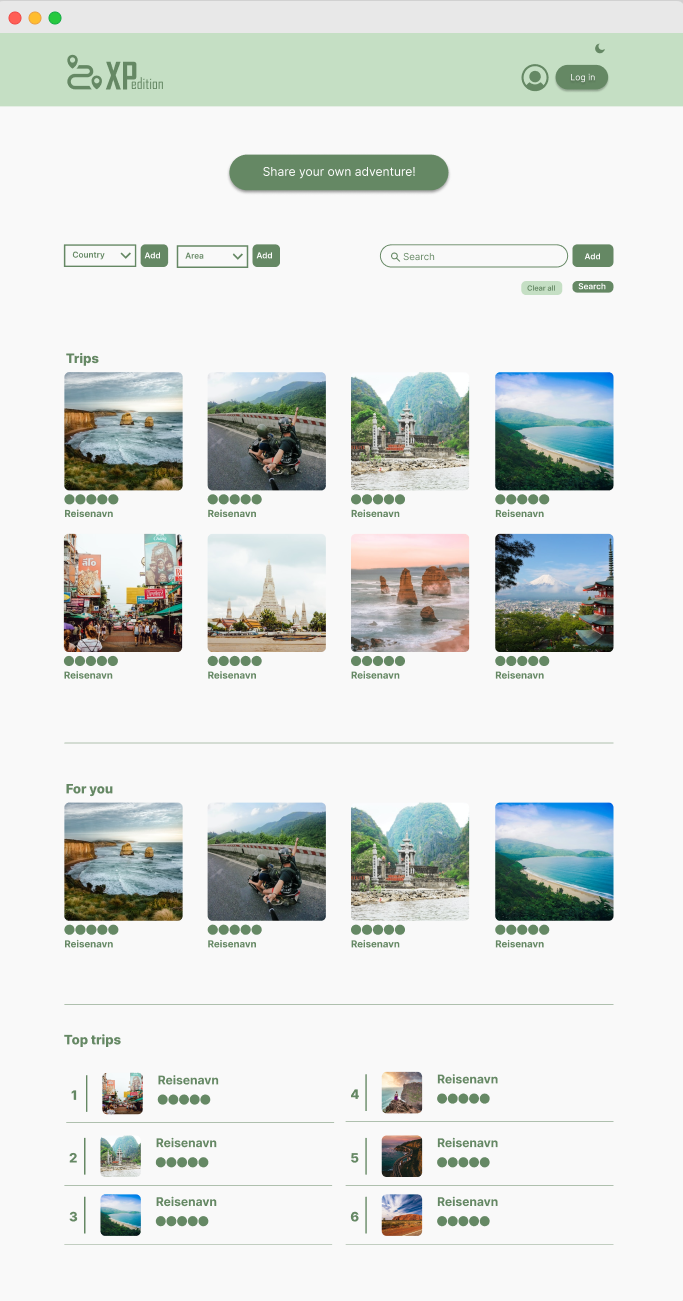 XPedition
Log in
Share your own adventure!
Country
Add
Area
Add
Search
Add
Clear all
Search
Trips
Reisenavn
Reisenavn
Reisenavn
Reisenavn
Reisenavn
Reisenavn
Reisenavn
Reisenavn
For you
Reisenavn
Reisenavn
Reisenavn
Reisenavn
Top trips
1
Reisenavn
4
Reisenavn
2
Reisenavn
5
Reisenavn
3
Reisenavn
6
Reisenavn